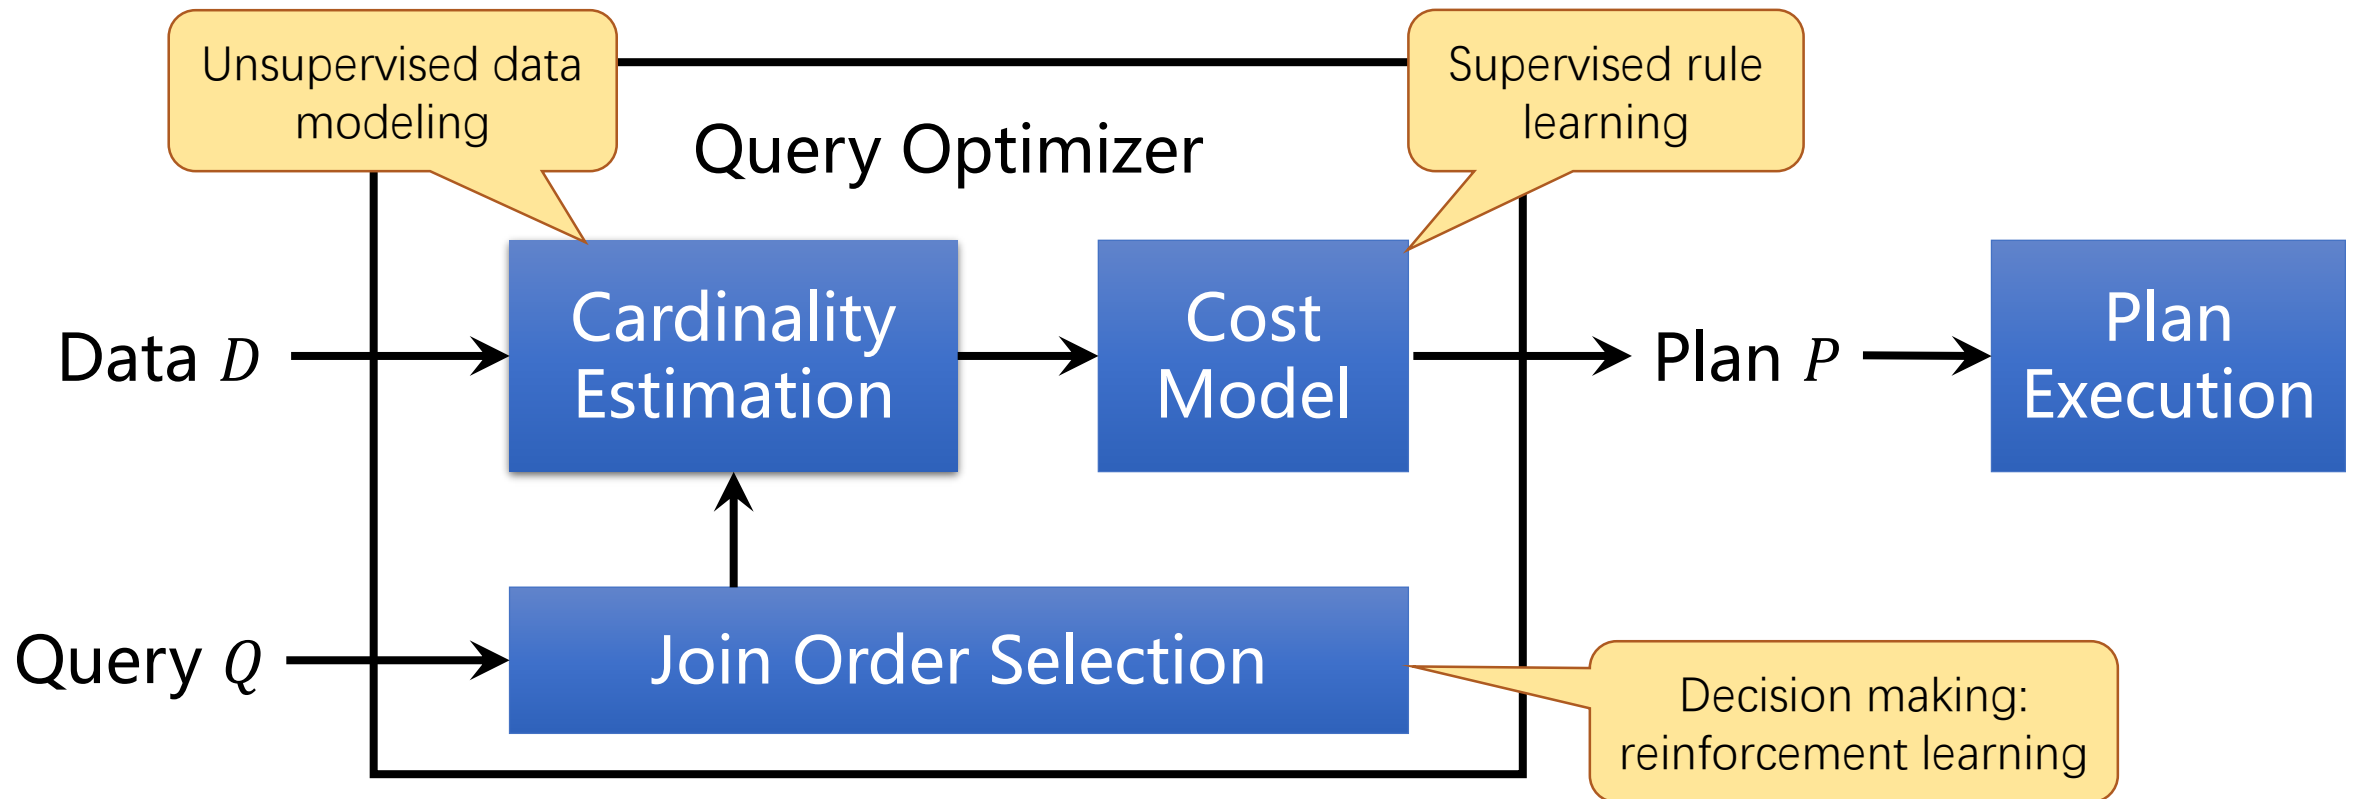 Unsupervised data
modeling
Supervised rule
learning
Query Optimizer
Data D
Cardinality
Estimation
Cost
Model
Plan P
Plan
Execution
Query Q
Join Order Selection
Decision making:
reinforcement learning